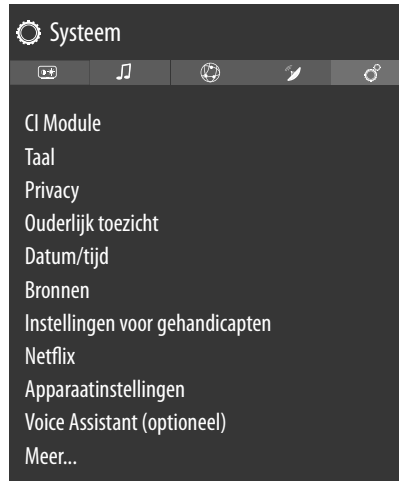 Systeem
CI Module
Taal
Privacy
Ouderlijk toezicht
Datum/tijd
Bronnen
Instellingen voor gehandicapten
Netflix
Apparaatinstellingen
Voice Assistant (optioneel)
Meer...